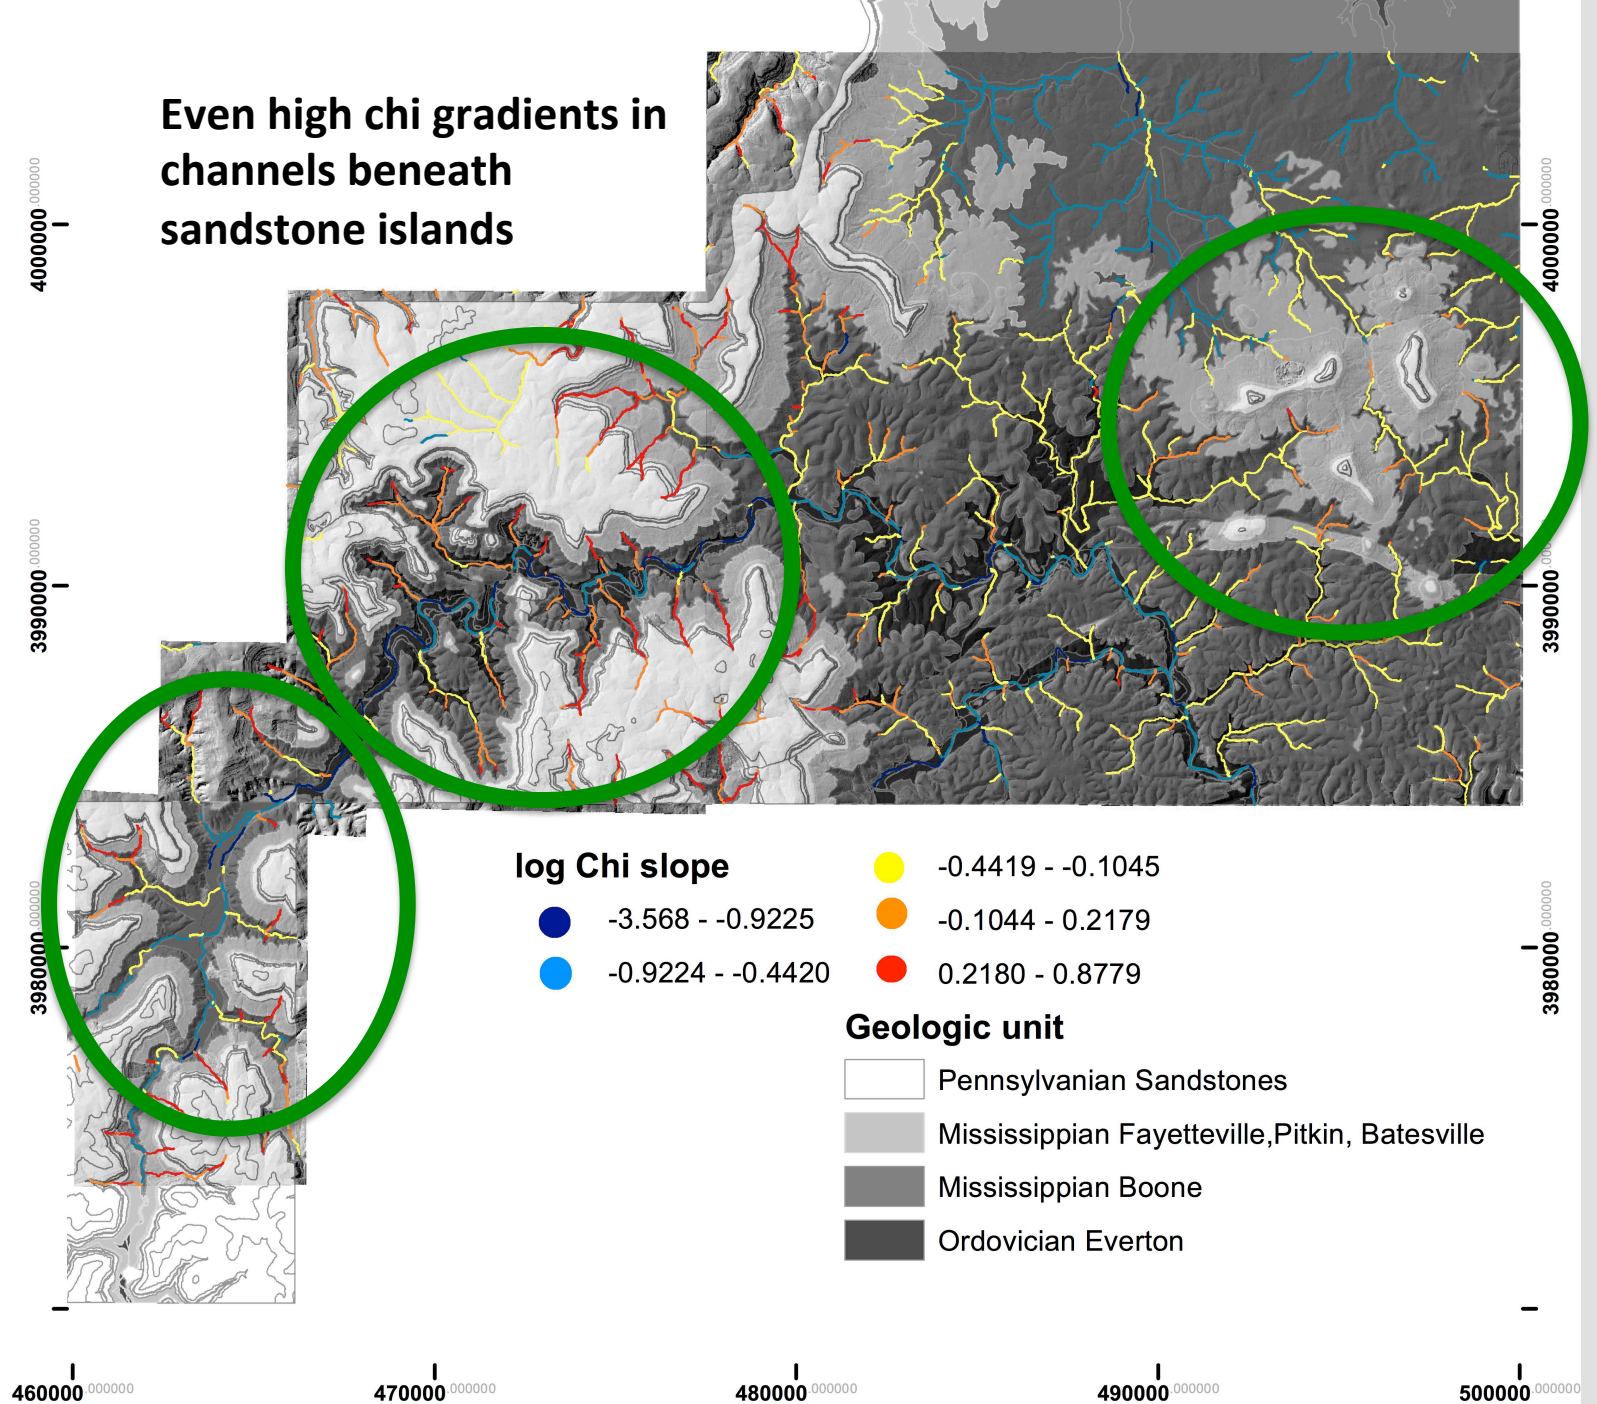 Even high chi gradients in
channels beneath
sandstone islands
4000000.000000
4000000.000000
3990000.000000
3990000.000000
3980000.000000
3980000.000000
log Chi slope
-3.568 - -0.9225
-0.9224 - -0.4420
-0.4419 - -0.1045
-0.1044 - 0.2179
0.2180 - 0.8779
Geologic unit
Pennsylvanian Sandstones
Mississippian Fayetteville,Pitkin, Batesville
Mississippian Boone
Ordovician Everton
460000.000000
470000.000000
480000.000000
490000.000000
500000.000000